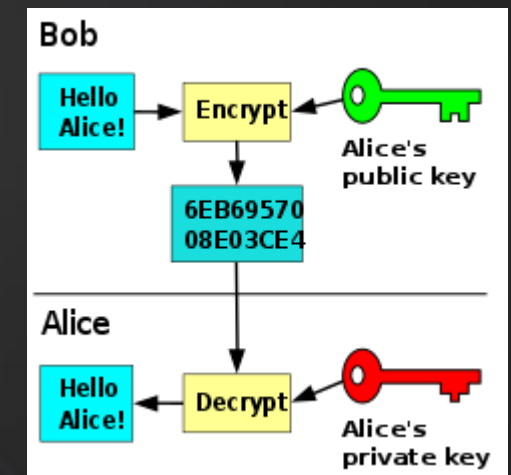 Bob
Hello
Alice!
Encrypt
Alice's
public key
6EB69570
08E03CE4
Alice
Hello
Alice!
Decrypt
Alice's
private key